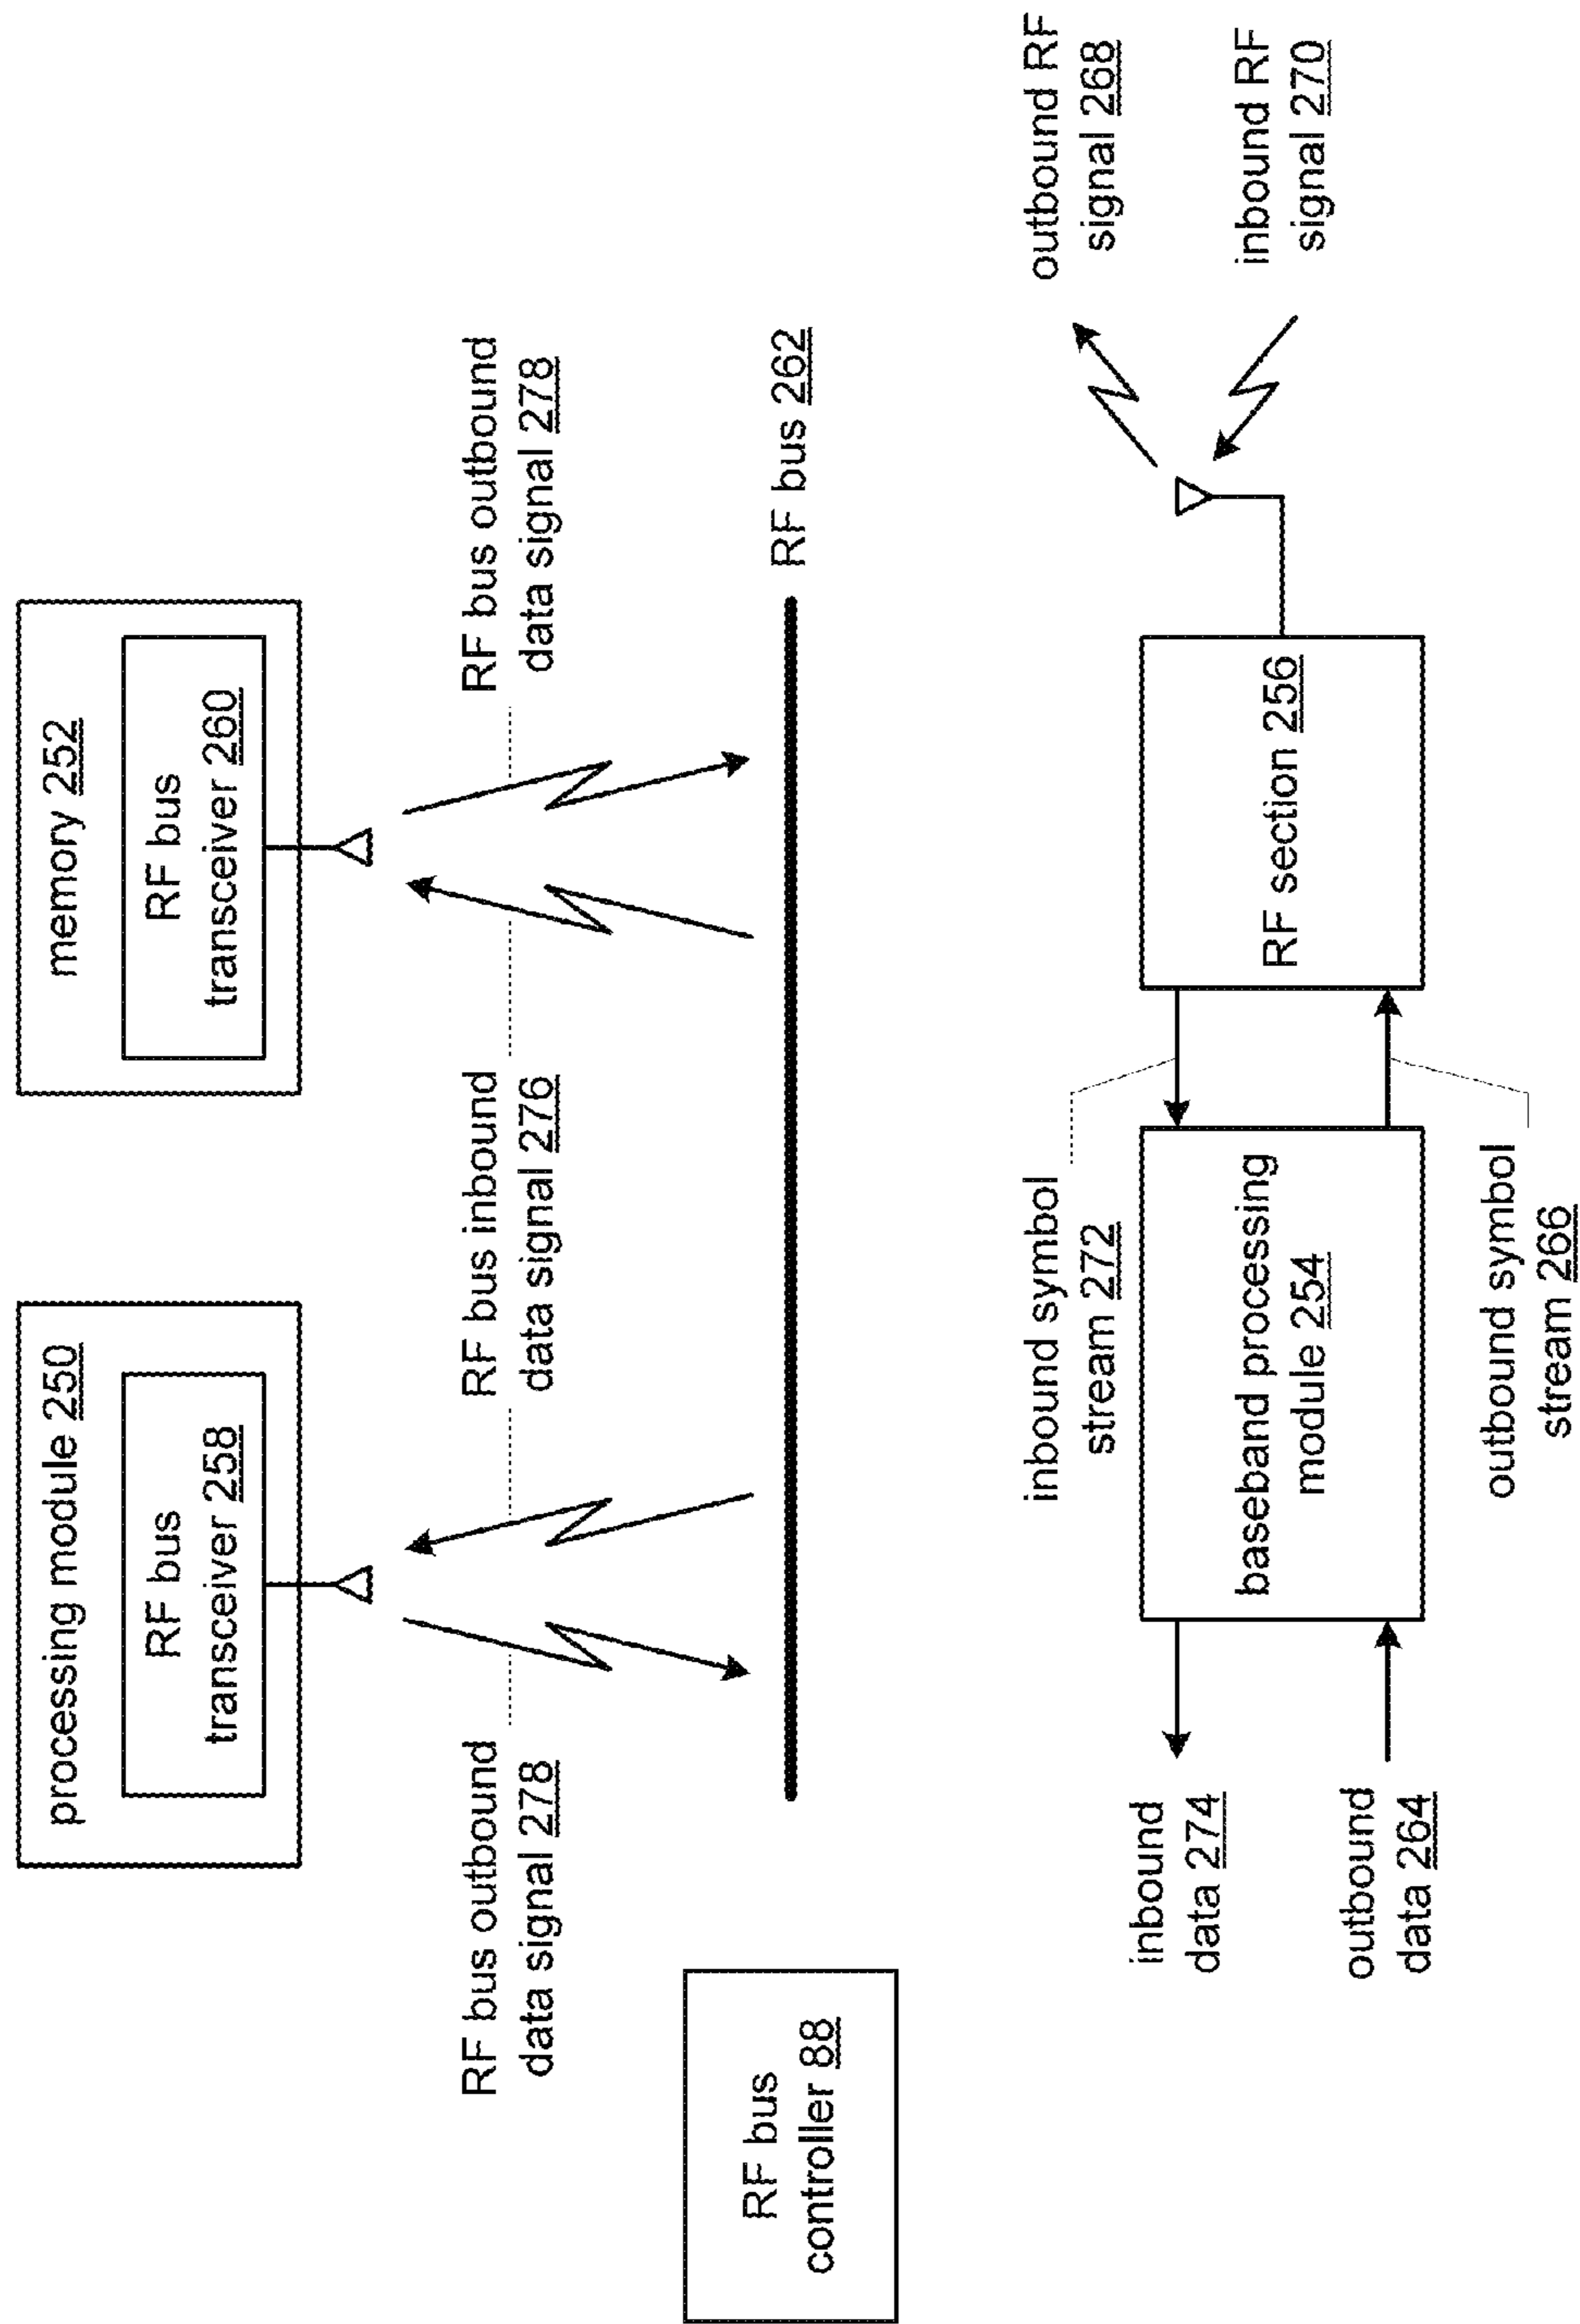 processing module 250
RF bus
transceiver 258
memory 252
RF bus
transceiver 260
RF bus outbound
data signal 278
RF bus inbound
data signal 276
RF bus outbound
data signal 278
RF bus
controller 88
RF bus 262
inbound symbol
stream 272
outbound RF
signal 268
inbound
data 274
baseband processing
module 254
RF section 256
inbound RF
signal 270
outbound
data 264
outbound symbol
stream 266